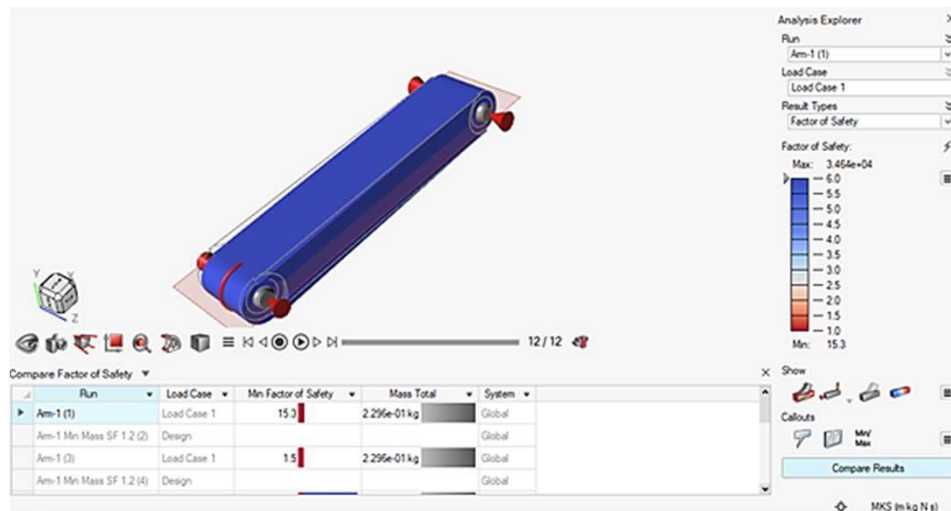 Analysis Explorer
Run
Arm-1 (1)
Load Case
Load Case 1
Result Types
Factor of Safety
Factor of Safety:
Max: 3.464e+04
6.0
5.5
5.0
4.5
4.0
3.5
3.0
2.5
2.0
1.5
1.0
Min: 15.3
Y X
Z
12 / 12
Compare Factor of Safety
Run Load Case Min Factor of Safety Mass Total System
Arm-1 (1) Load Case 1 15.3 2.296e-01 kg Global
Arm-1 Min Mass SF 1.2 (2) Design Global
Arm-1 (3) Load Case 1 1.5 2.296e-01 kg Global
Arm-1 Min Mass SF 1.2 (4) Design Global
Show
Callouts
Min/
Max
Compare Results
MKS (m kg N s)